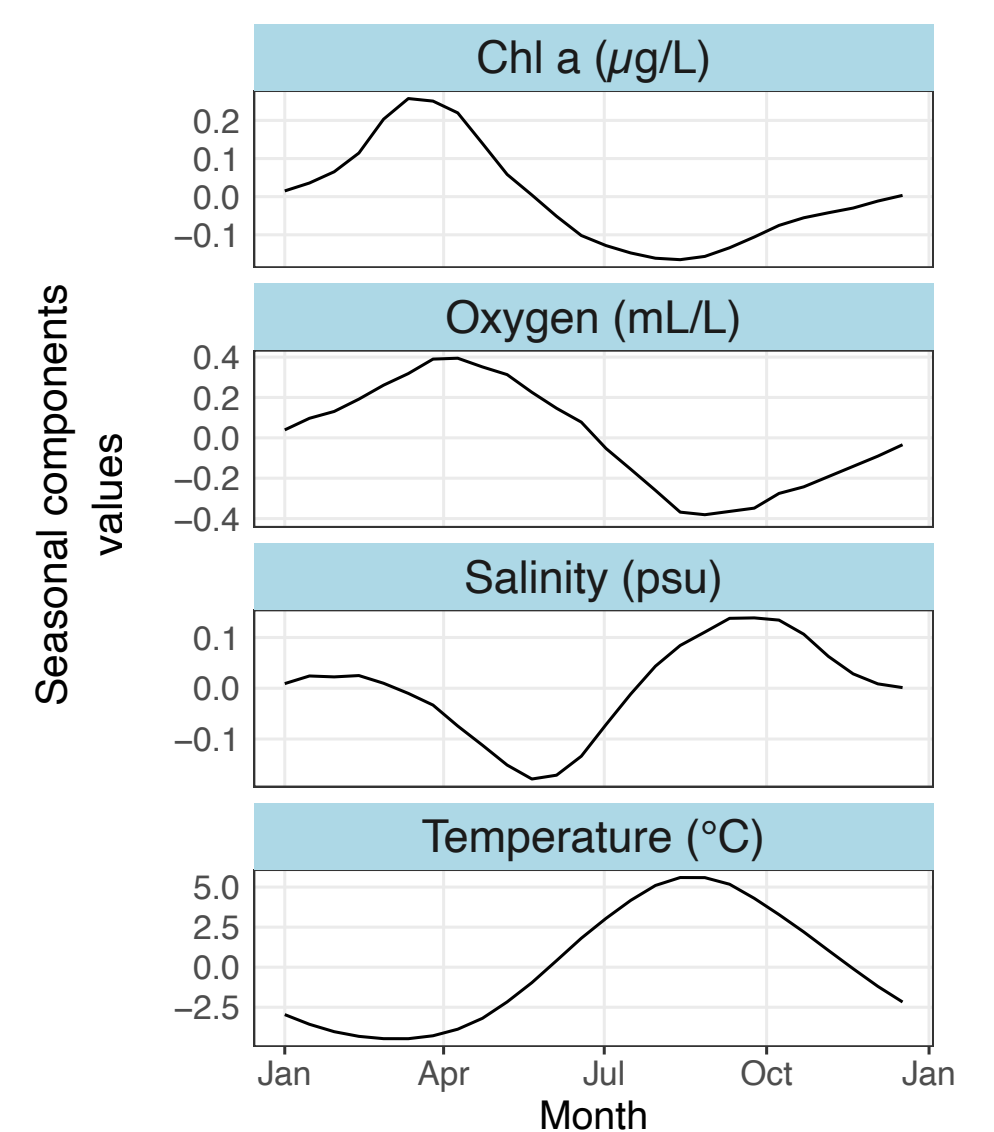 Chl a (µg/L)
0.2
0.1
0.0
−0.1
Oxygen (mL/L)
0.4
0.2
0.0
−0.2
−0.4
Salinity (psu)
0.1
0.0
−0.1
Temperature (°C)
5.0
2.5
0.0
−2.5
Jan Apr Jul Oct Jan
Month
Seasonal components
values